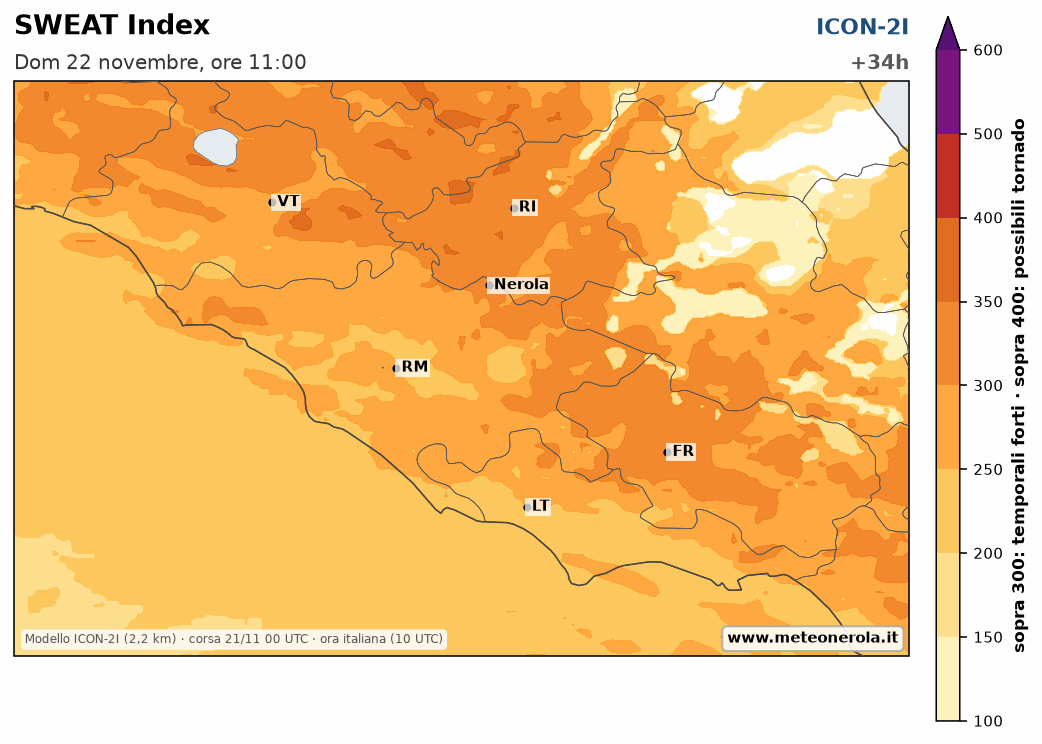 SWEAT Index
ICON-2I
Dom 22 novembre, ore 11:00
+34h
VT
RI
Nerola
RM
FR
LT
Modello ICON-2I (2,2 km) · corsa 21/11 00 UTC · ora italiana (10 UTC)
www.meteonerola.it
600
500
400
350
300
250
200
150
100
sopra 300: temporali forti · sopra 400: possibili tornado